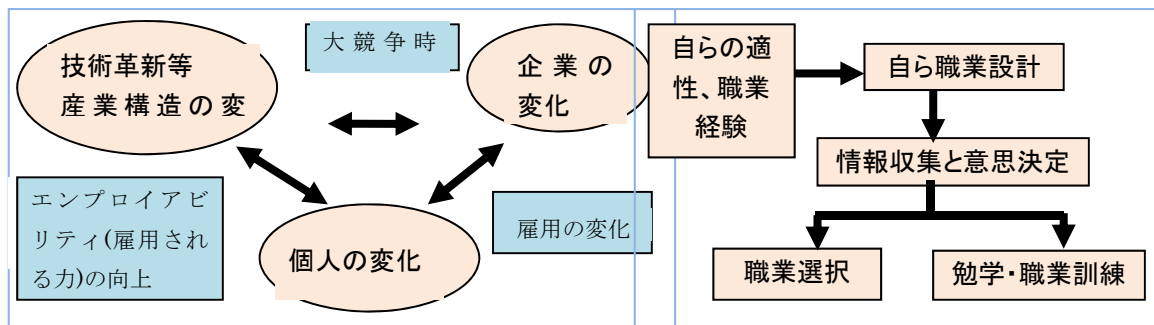 大競争時
技術革新等
産業構造の変
企業の
変化
エンプロイアビ
リティ(雇用され
る力)の向上
雇用の変化
個人の変化
自らの適
性、職業
経験
自ら職業設計
情報収集と意思決定
職業選択
勉学・職業訓練